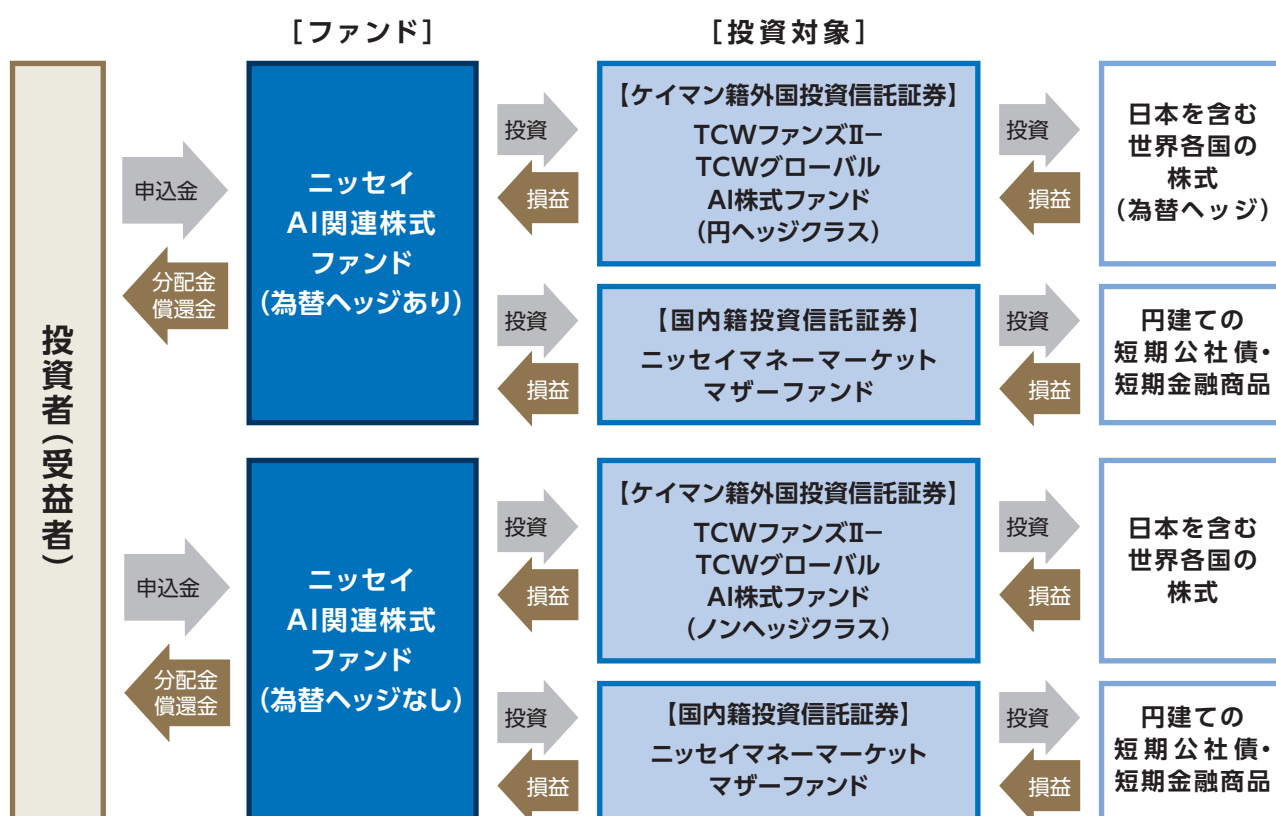 ［ファンド］
［投資対象］
投資者（受益者）
申込金
分配金
償還金
ニッセイ
AI関連株式
ファンド
（為替ヘッジあり）
投資
損益
【ケイマン籍外国投資信託証券】
TCWファンズⅡー
TCWグローバル
AI株式ファンド
（円ヘッジクラス）
投資
損益
日本を含む
世界各国の
株式
（為替ヘッジ）
投資
損益
【国内籍投資信託証券】
ニッセイマネーマーケット
マザーファンド
投資
損益
円建ての
短期公社債・
短期金融商品
申込金
分配金
償還金
ニッセイ
AI関連株式
ファンド
（為替ヘッジなし）
投資
損益
【ケイマン籍外国投資信託証券】
TCWファンズⅡー
TCWグローバル
AI株式ファンド
（ノンヘッジクラス）
投資
損益
日本を含む
世界各国の
株式
投資
損益
【国内籍投資信託証券】
ニッセイマネーマーケット
マザーファンド
投資
損益
円建ての
短期公社債・
短期金融商品